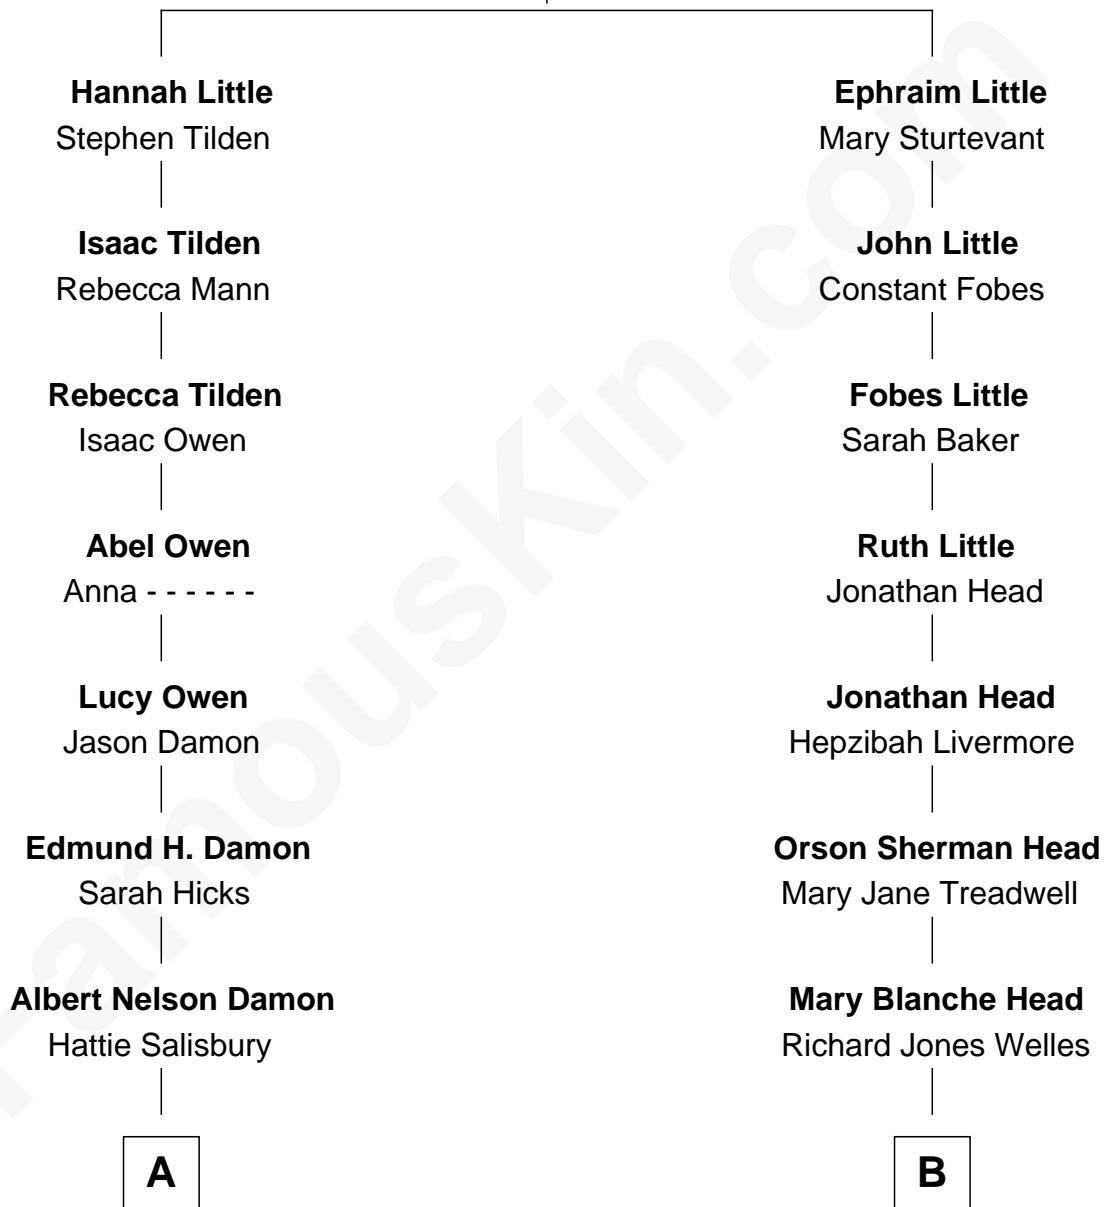 Hannah Little
Stephen Tilden
Isaac Tilden
Rebecca Mann
Rebecca Tilden
Isaac Owen
Abel Owen
Anna - - - - - -
Lucy Owen
Jason Damon
Edmund H. Damon
Sarah Hicks
Albert Nelson Damon
Hattie Salisbury
A
Ephraim Little
Mary Sturtevant
John Little
Constant Fobes
Fobes Little
Sarah Baker
Ruth Little
Jonathan Head
Jonathan Head
Hepzibah Livermore
Orson Sherman Head
Mary Jane Treadwell
Mary Blanche Head
Richard Jones Welles
B
FamousKin.com